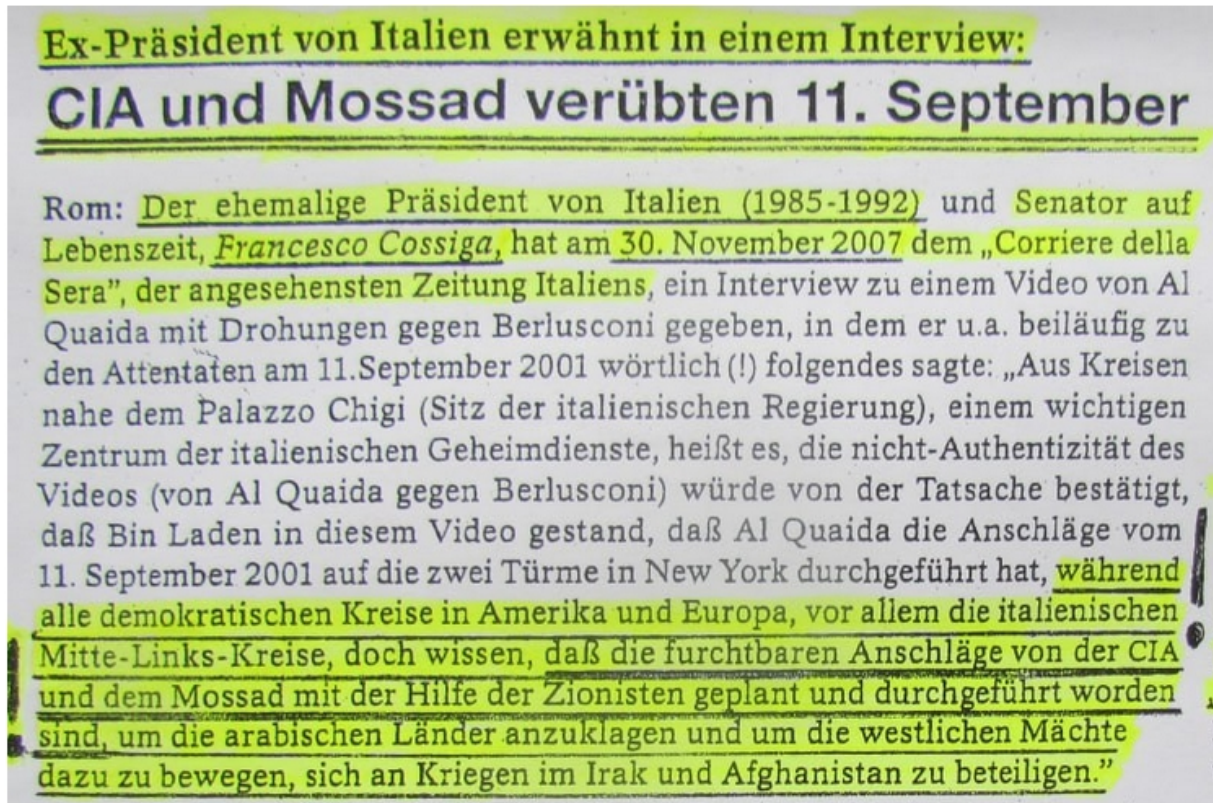 Ex-Präsident von Italien erwähnt in einem Interview:
CIA und Mossad verübten 11. September
Rom: Der ehemalige Präsident von Italien (1985-1992) und Senator auf
Lebenszeit, Francesco Cossiga, hat am 30. November 2007 dem „Corriere della
Sera”, der angesehensten Zeitung Italiens, ein Interview zu einem Video von Al
Quaida mit Drohungen gegen Berlusconi gegeben, in dem er u.a. beiläufig zu
den Attentaten am 11.September 2001 wörtlich (!) folgendes sagte: „Aus Kreisen
nahe dem Palazzo Chigi (Sitz der italienischen Regierung), einem wichtigen
Zentrum der italienischen Geheimdienste, heißt es, die nicht-Authentizität des
Videos (von Al Quaida gegen Berlusconi) würde von der Tatsache bestätigt,
daß Bin Laden in diesem Video gestand, daß Al Quaida die Anschläge vom
11. September 2001 auf die zwei Türme in New York durchgeführt hat, während
alle demokratischen Kreise in Amerika und Europa, vor allem die italienischen
Mitte-Links-Kreise, doch wissen, daß die furchtbaren Anschläge von der CIA
und dem Mossad mit der Hilfe der Zionisten geplant und durchgeführt worden
sind, um die arabischen Länder anzuklagen und um die westlichen Mächte
dazu zu bewegen, sich an Kriegen im Irak und Afghanistan zu beteiligen.”